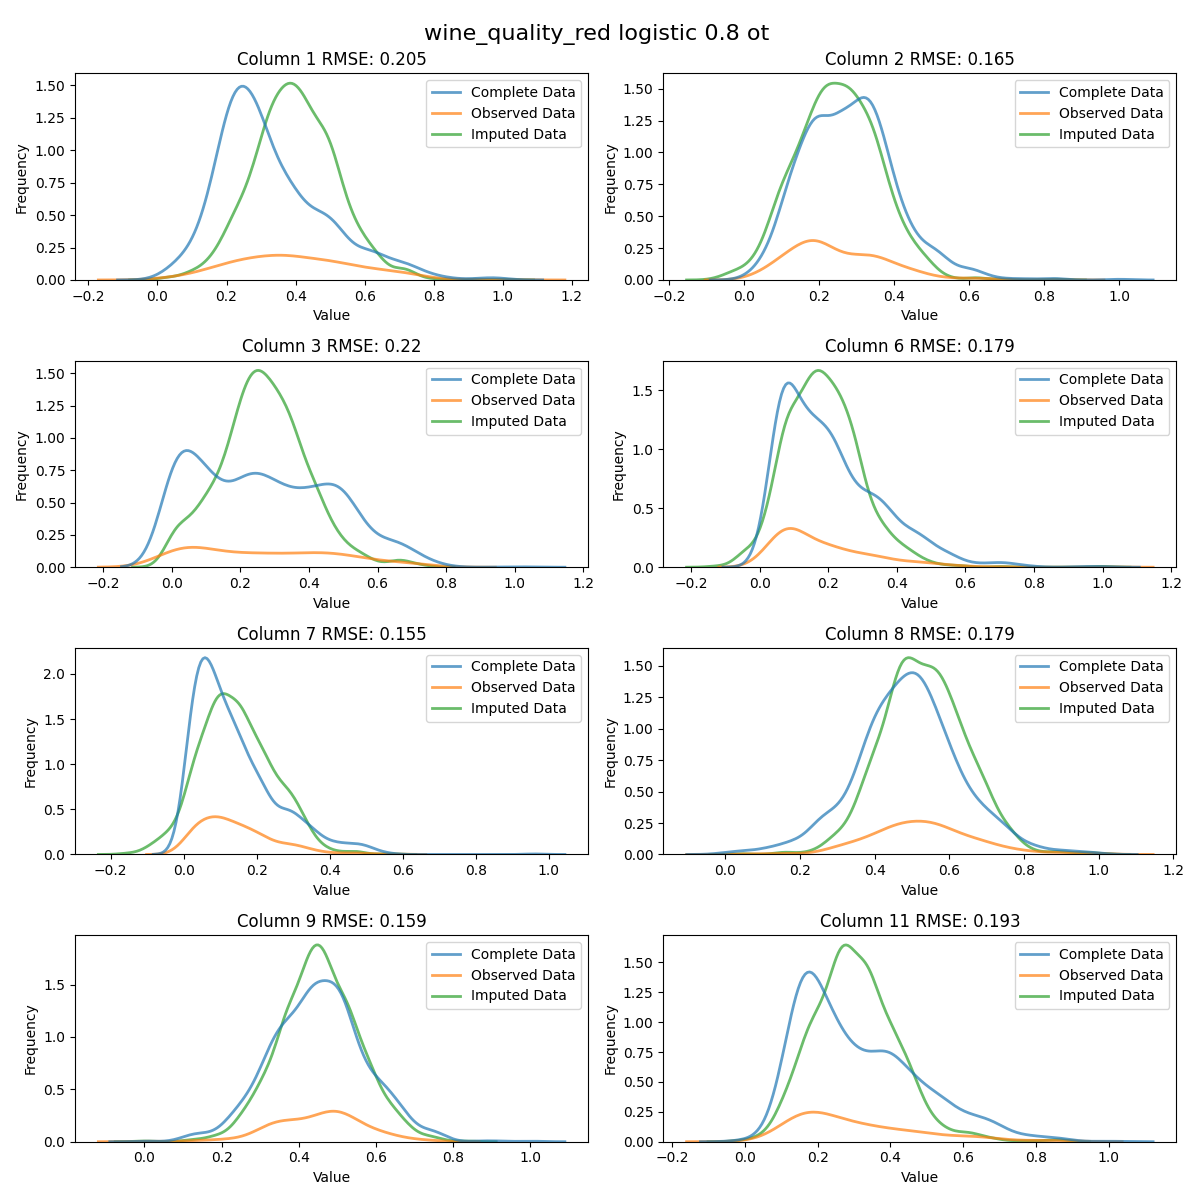 wine_quality_red logistic 0.8 ot
Column 1 RMSE: 0.205
Frequency
1.50
1.25
1.00
0.75
0.50
0.25
0.00
Complete Data
Observed Data
Imputed Data
−0.2 0.0 0.2 0.4 0.6 0.8 1.0 1.2
Value
Column 2 RMSE: 0.165
Frequency
1.50
1.25
1.00
0.75
0.50
0.25
0.00
Complete Data
Observed Data
Imputed Data
−0.2 0.0 0.2 0.4 0.6 0.8 1.0
Value
Column 3 RMSE: 0.22
Frequency
1.50
1.25
1.00
0.75
0.50
0.25
0.00
Complete Data
Observed Data
Imputed Data
−0.2 0.0 0.2 0.4 0.6 0.8 1.0 1.2
Value
Column 6 RMSE: 0.179
Frequency
1.5
1.0
0.5
0.0
Complete Data
Observed Data
Imputed Data
−0.2 0.0 0.2 0.4 0.6 0.8 1.0 1.2
Value
Column 7 RMSE: 0.155
Frequency
2.0
1.5
1.0
0.5
0.0
Complete Data
Observed Data
Imputed Data
−0.2 0.0 0.2 0.4 0.6 0.8 1.0
Value
Column 8 RMSE: 0.179
Frequency
1.50
1.25
1.00
0.75
0.50
0.25
0.00
Complete Data
Observed Data
Imputed Data
0.0 0.2 0.4 0.6 0.8 1.0 1.2
Value
Column 9 RMSE: 0.159
Frequency
1.5
1.0
0.5
0.0
Complete Data
Observed Data
Imputed Data
0.0 0.2 0.4 0.6 0.8 1.0
Value
Column 11 RMSE: 0.193
Frequency
1.50
1.25
1.00
0.75
0.50
0.25
0.00
Complete Data
Observed Data
Imputed Data
−0.2 0.0 0.2 0.4 0.6 0.8 1.0
Value